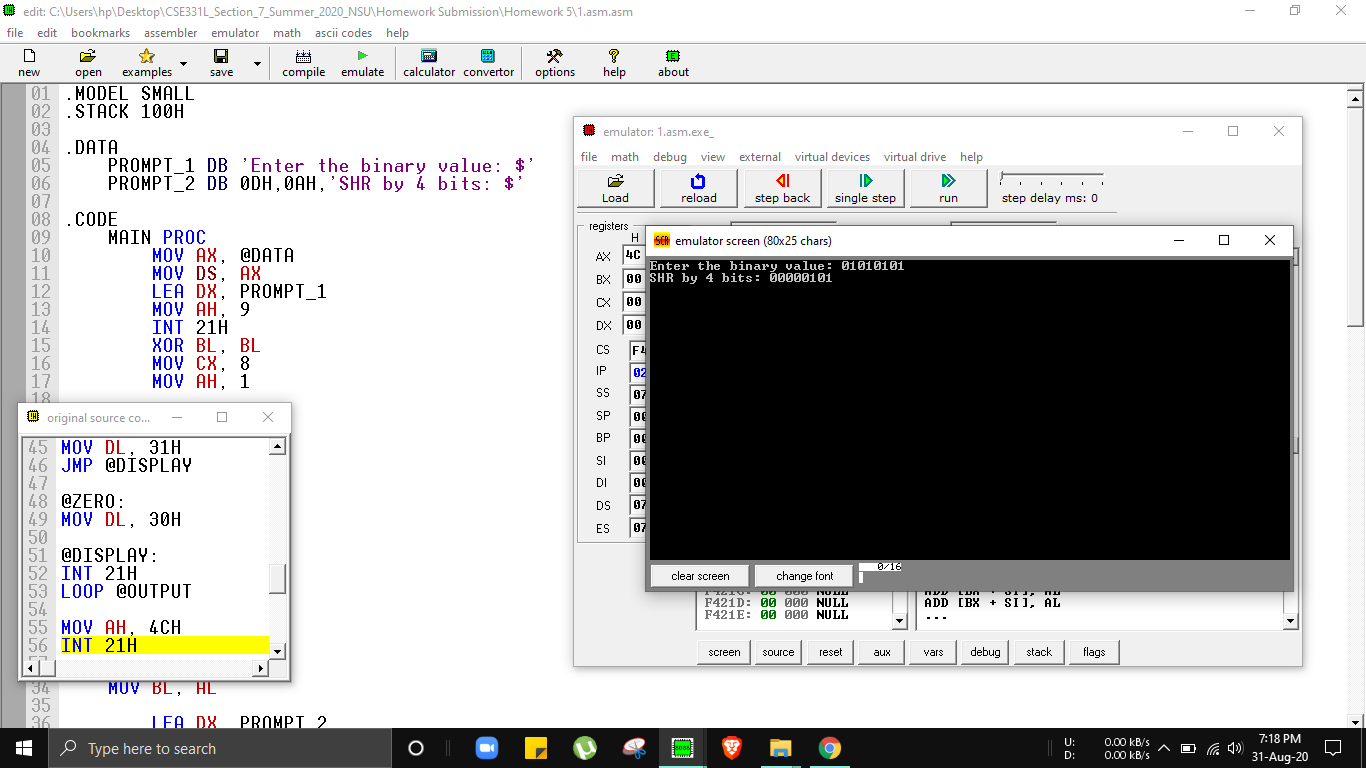 edit: C:\Users\hp\Desktop\CSE331L_Section_7_Summer_2020_NSU\Homework Submission\Homework 5\1.asm.asm
file edit bookmarks assembler emulator math ascii codes help
new open examples save compile emulate calculator convertor options help about
01 .MODEL SMALL
02 .STACK 100H
03
04 .DATA
05 PROMPT_1 DB 'Enter the binary value: $'
06 PROMPT_2 DB 0DH,0AH,'SHR by 4 bits: $'
07
08 .CODE
09 MAIN PROC
10 MOV AX, @DATA
11 MOV DS, AX
12 LEA DX, PROMPT_1
13 MOV AH, 9
14 INT 21H
15 XOR BL, BL
16 MOV CX, 8
17 MOV AH, 1
18
original source co...
45 MOV DL, 31H
46 JMP @DISPLAY
47
48 @ZERO:
49 MOV DL, 30H
50
51 @DISPLAY:
52 INT 21H
53 LOOP @OUTPUT
54
55 MOV AH, 4CH
56 INT 21H
34 MOV BL, AL
35
36 LEA DX, PROMPT_2
emulator: 1.asm.exe_
file math debug view external virtual devices virtual drive help
Load reload step back single step run step delay ms: 0
registers
H
AX 4C
BX 00
CX 00
DX 00
CS F4
IP 02
SS 07
SP 00
BP 00
SI 00
DI 00
DS 07
ES 07
SCR emulator screen (80x25 chars)
Enter the binary value: 01010101
SHR by 4 bits: 00000101
clear screen change font 0/16
F421C: 00 000 NULL ADD [BX + SI], AL
F421D: 00 000 NULL ADD [BX + SI], AL
F421E: 00 000 NULL ...
screen source reset aux vars debug stack flags
Type here to search
U: 0.00 kB/s
D: 0.00 kB/s
7:18 PM
31-Aug-20